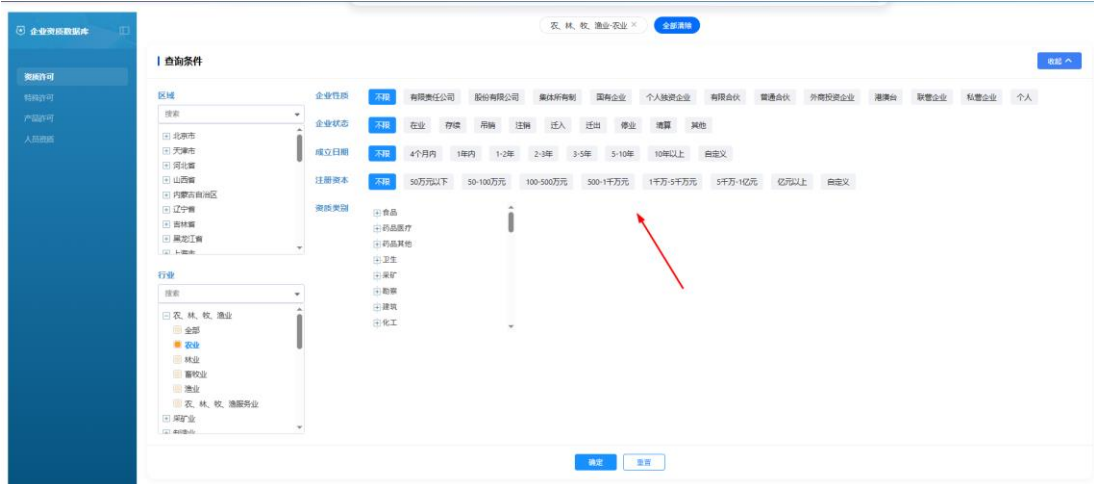 企业资质数据库
农、林、牧、渔业-农业 ×
全部清除
资质许可
特殊许可
产品许可
人员资质
查询条件
收起
区域
搜索
北京市
天津市
河北省
山西省
内蒙古自治区
辽宁省
吉林省
黑龙江省
上海市
行业
搜索
农、林、牧、渔业
全部
农业
林业
畜牧业
渔业
农、林、牧、渔服务业
采矿业
制造业
企业性质 不限 有限责任公司 股份有限公司 集体所有制 国有企业 个人独资企业 有限合伙 普通合伙 外商投资企业 港澳台 联营企业 私营企业 个人
企业状态 不限 在业 存续 吊销 注销 迁入 迁出 停业 清算 其他
成立日期 不限 4个月内 1年内 1-2年 2-3年 3-5年 5-10年 10年以上 自定义
注册资本 不限 50万元以下 50-100万元 100-500万元 500-1千万元 1千万-5千万元 5千万-1亿元 亿元以上 自定义
资质类别
食品
药品医疗
药品其他
卫生
采矿
勘察
建筑
化工
确定
重置